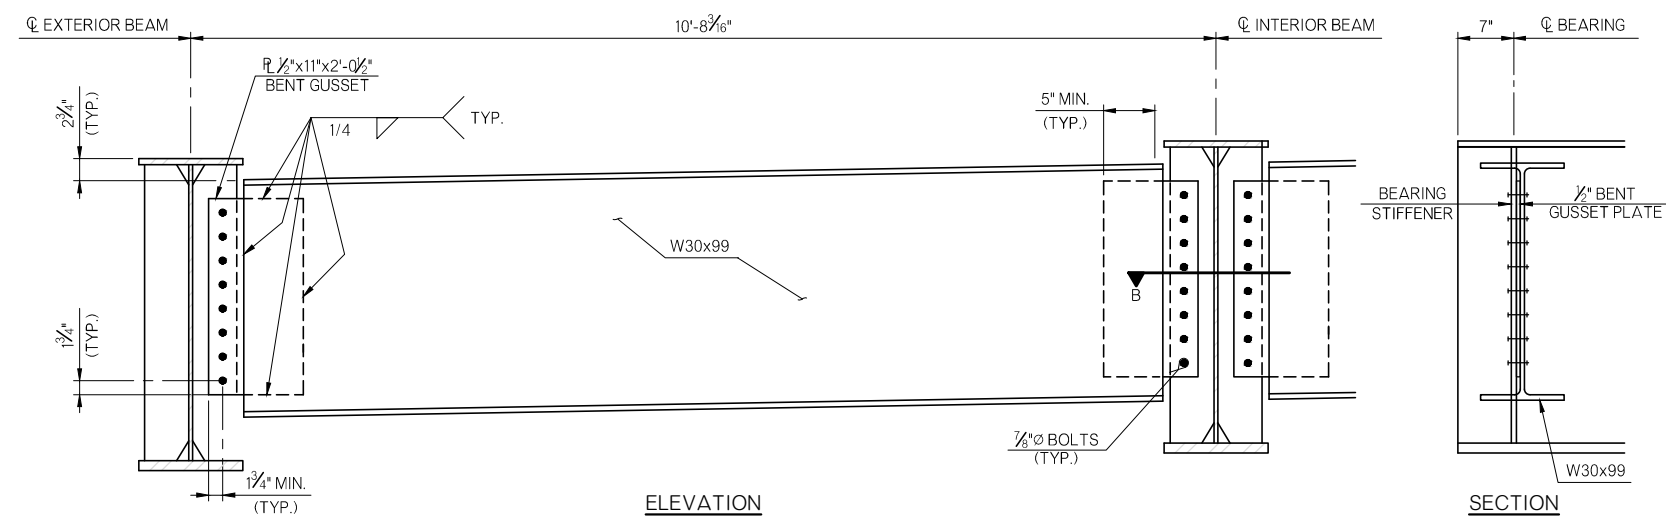 ℄ EXTERIOR BEAM
10'-8 3/16"
℄ INTERIOR BEAM
7"
℄ BEARING
PL 1/2"x11"x2'-0 1/2"
BENT GUSSET
2 3/4"
(TYP.)
1/4
TYP.
5" MIN.
(TYP.)
BEARING
STIFFENER
1/2" BENT
GUSSET PLATE
W30x99
B
1 3/4"
(TYP.)
7/8"Ø BOLTS
(TYP.)
1 3/4" MIN.
(TYP.)
W30x99
ELEVATION
SECTION